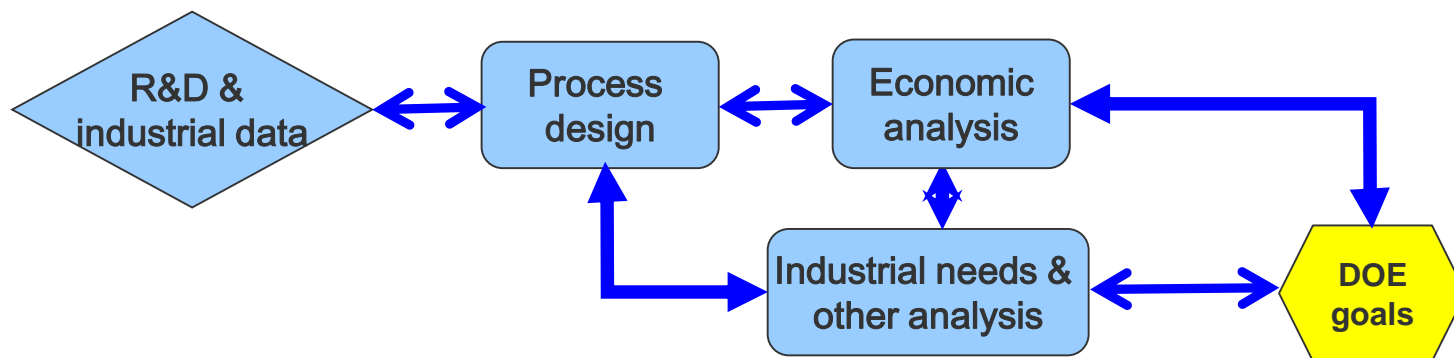 R&D &
industrial data
Process
design
Economic
analysis
Industrial needs &
other analysis
DOE
goals